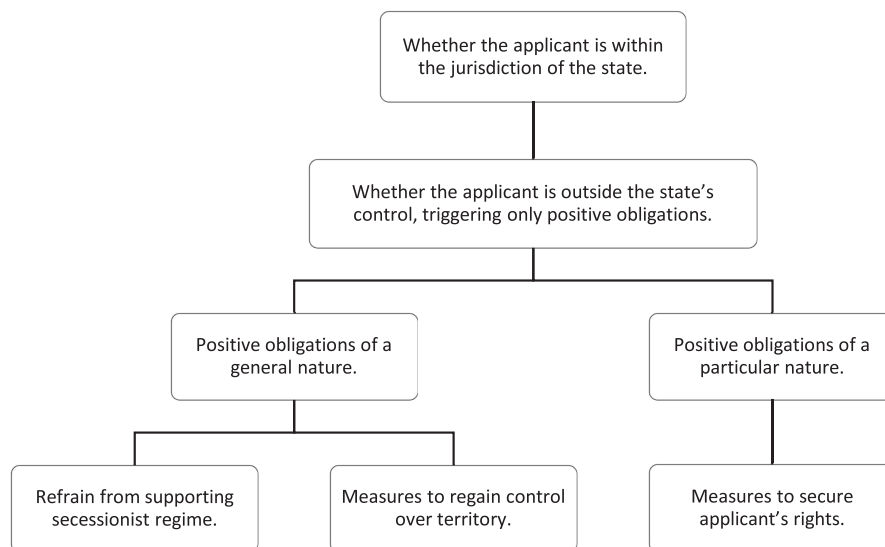 Whether the applicant is within
the jurisdiction of the state.
Whether the applicant is outside the state’s
control, triggering only positive obligations.
Positive obligations of a
general nature.
Positive obligations of a
particular nature.
Refrain from supporting
secessionist regime.
Measures to regain control
over territory.
Measures to secure
applicant’s rights.